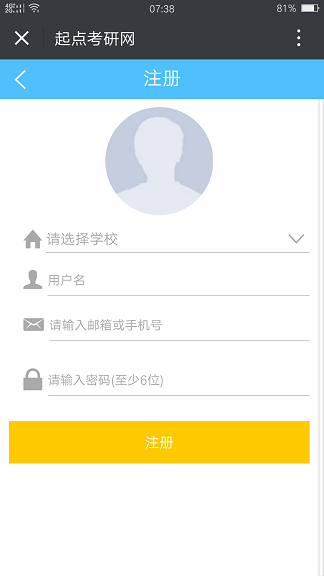 07:38
81%
起点考研网
注册
请选择学校
用户名
请输入邮箱或手机号
请输入密码(至少6位)
注册